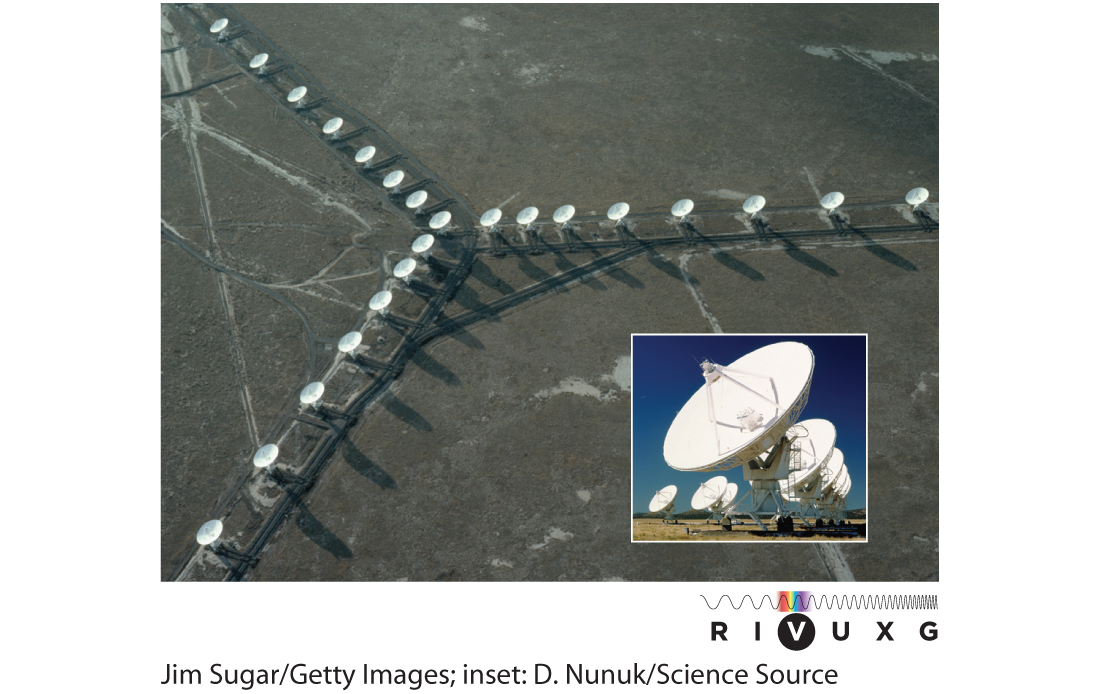 R I V U X G
Jim Sugar/Getty Images; inset: D. Nunuk/Science Source